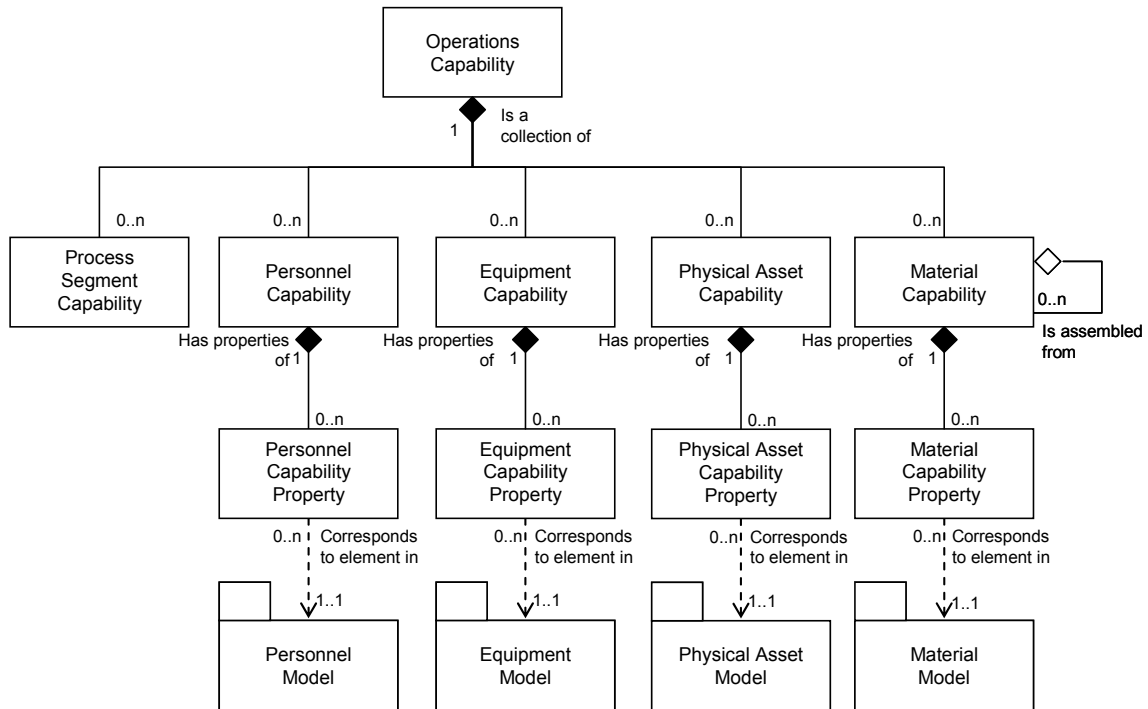 Operations
Capability
Is a
1
collection of
0..n
0..n
0..n
0..n
0..n
Process
Segment
Capability
Personnel
Capability
Equipment
Capability
Physical Asset
Capability
Material
Capability
0..n
Is assembled
from
Has properties
of 1
Has properties
of 1
Has properties
of 1
Has properties
of 1
0..n
0..n
0..n
0..n
Personnel
Capability
Property
Equipment
Capability
Property
Physical Asset
Capability
Property
Material
Capability
Property
0..n Corresponds
to element in
0..n Corresponds
to element in
0..n Corresponds
to element in
0..n Corresponds
to element in
1..1
1..1
1..1
1..1
Personnel
Model
Equipment
Model
Physical Asset
Model
Material
Model